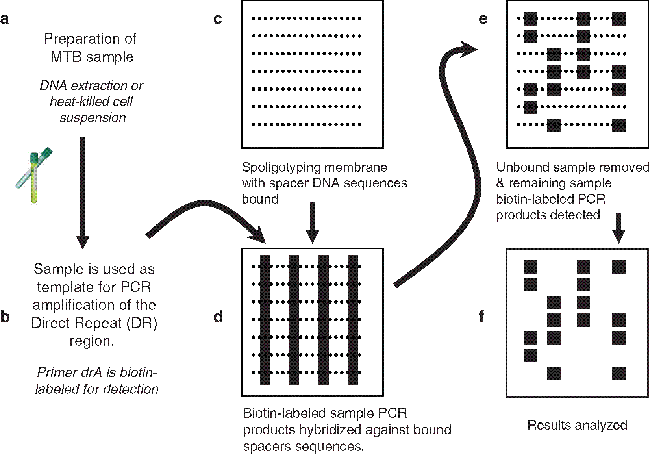 a
Preparation of
MTB sample
DNA extraction or
heat-killed cell
suspension
b
Sample is used as
template for PCR
amplification of the
Direct Repeat (DR)
region.
Primer drA is biotin-
labeled for detection
c
Spoligotyping membrane
with spacer DNA sequences
bound
d
Biotin-labeled sample PCR
products hybridized against bound
spacers sequences.
e
Unbound sample removed
& remaining sample
biotin-labeled PCR
products detected
f
Results analyzed